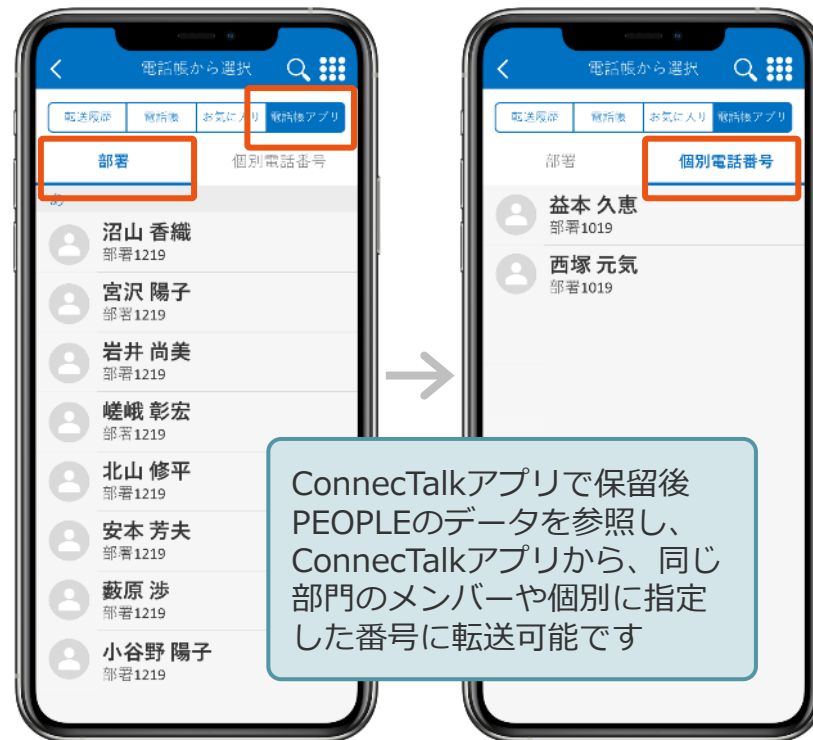 電話帳から選択
転送履歴 電話帳 お気に入り 電話帳アプリ
部署 個別電話番号
あ
沼山 香織
部署1219
宮沢 陽子
部署1219
岩井 尚美
部署1219
嵯峨 彰宏
部署1219
北山 修平
部署1219
安本 芳夫
部署1219
藪原 渉
部署1219
小谷野 陽子
部署1219
電話帳から選択
転送履歴 電話帳 お気に入り 電話帳アプリ
部署 個別電話番号
益本 久恵
部署1019
西塚 元気
部署1019
ConnecTalkアプリで保留後
PEOPLEのデータを参照し、
ConnecTalkアプリから、同じ
部門のメンバーや個別に指定
した番号に転送可能です